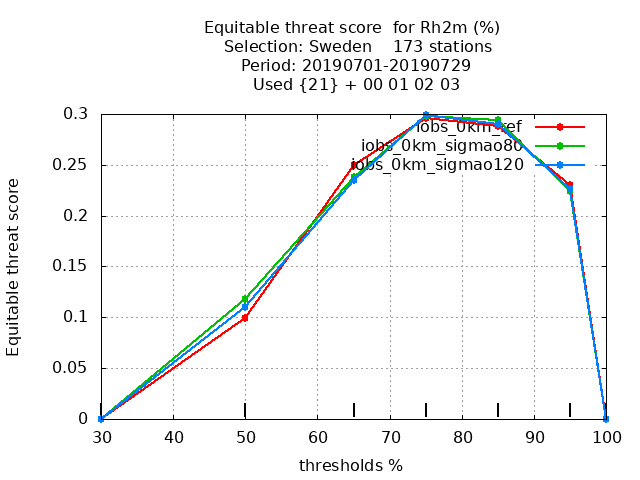 Equitable threat score  for Rh2m (%)
Selection: Sweden    173 stations
Period: 20190701-20190729
Used {21} + 00 01 02 03
0.3
0.25
0.2
0.15
0.1
0.05
0
Equitable threat score
iobs_0km_ref
iobs_0km_sigmao80
iobs_0km_sigmao120
30 40 50 60 70 80 90 100
thresholds %